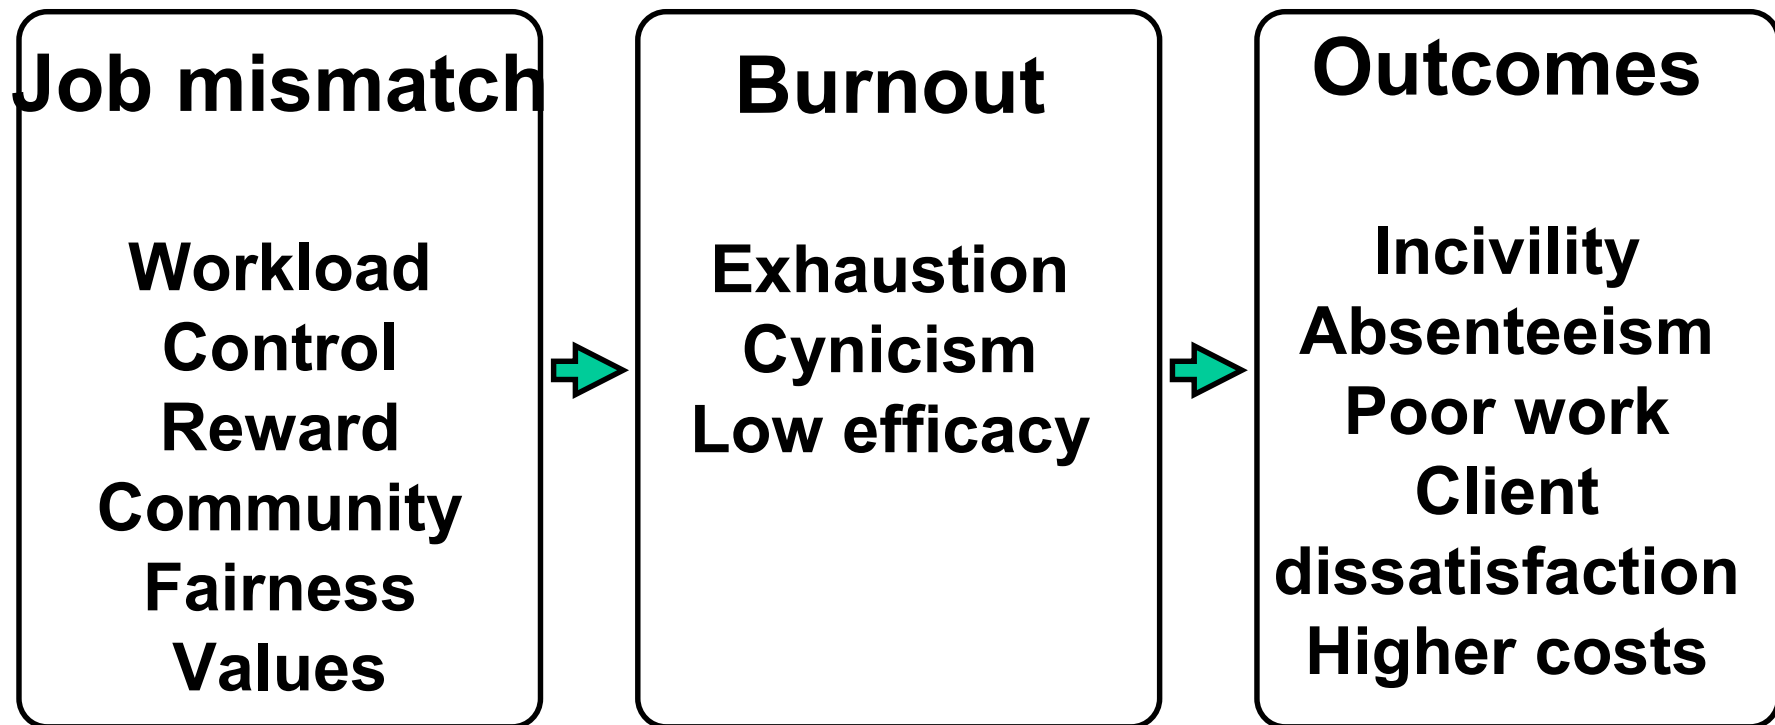 Job mismatch
Workload
Control
Reward
Community
Fairness
Values
Burnout
Exhaustion
Cynicism
Low efficacy
Outcomes
Incivility
Absenteeism
Poor work
Client
dissatisfaction
Higher costs